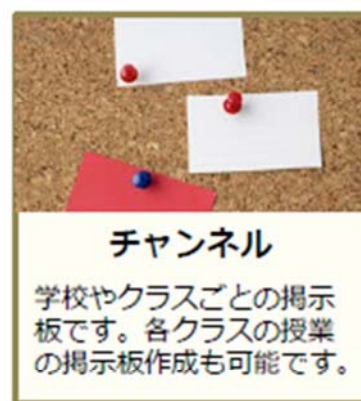 チャンネル
学校やクラスごとの掲示
板です。各クラスの授業
の掲示板作成も可能です。